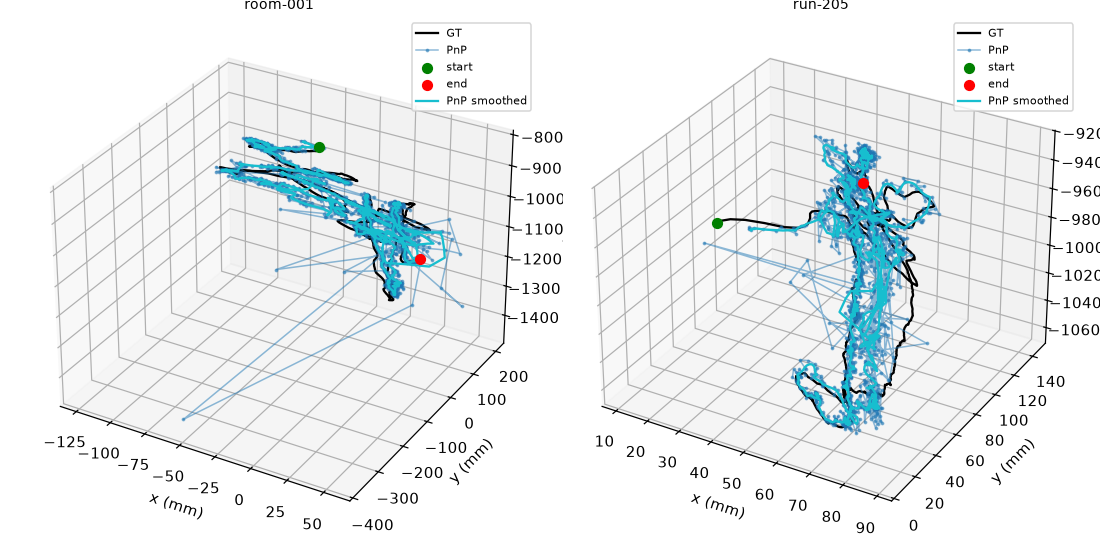 room-001
GT
PnP
start
end
PnP smoothed
−800
−900
−1000
−1100
−1200
−1300
−1400
200
100
0
−100
−200
−300
−400
y (mm)
−125
−100
−75
−50
−25
0
25
50
x (mm)
run-205
GT
PnP
start
end
PnP smoothed
−920
−940
−960
−980
−1000
−1020
−1040
−1060
140
120
100
80
60
40
20
0
y (mm)
10
20
30
40
50
60
70
80
90
x (mm)